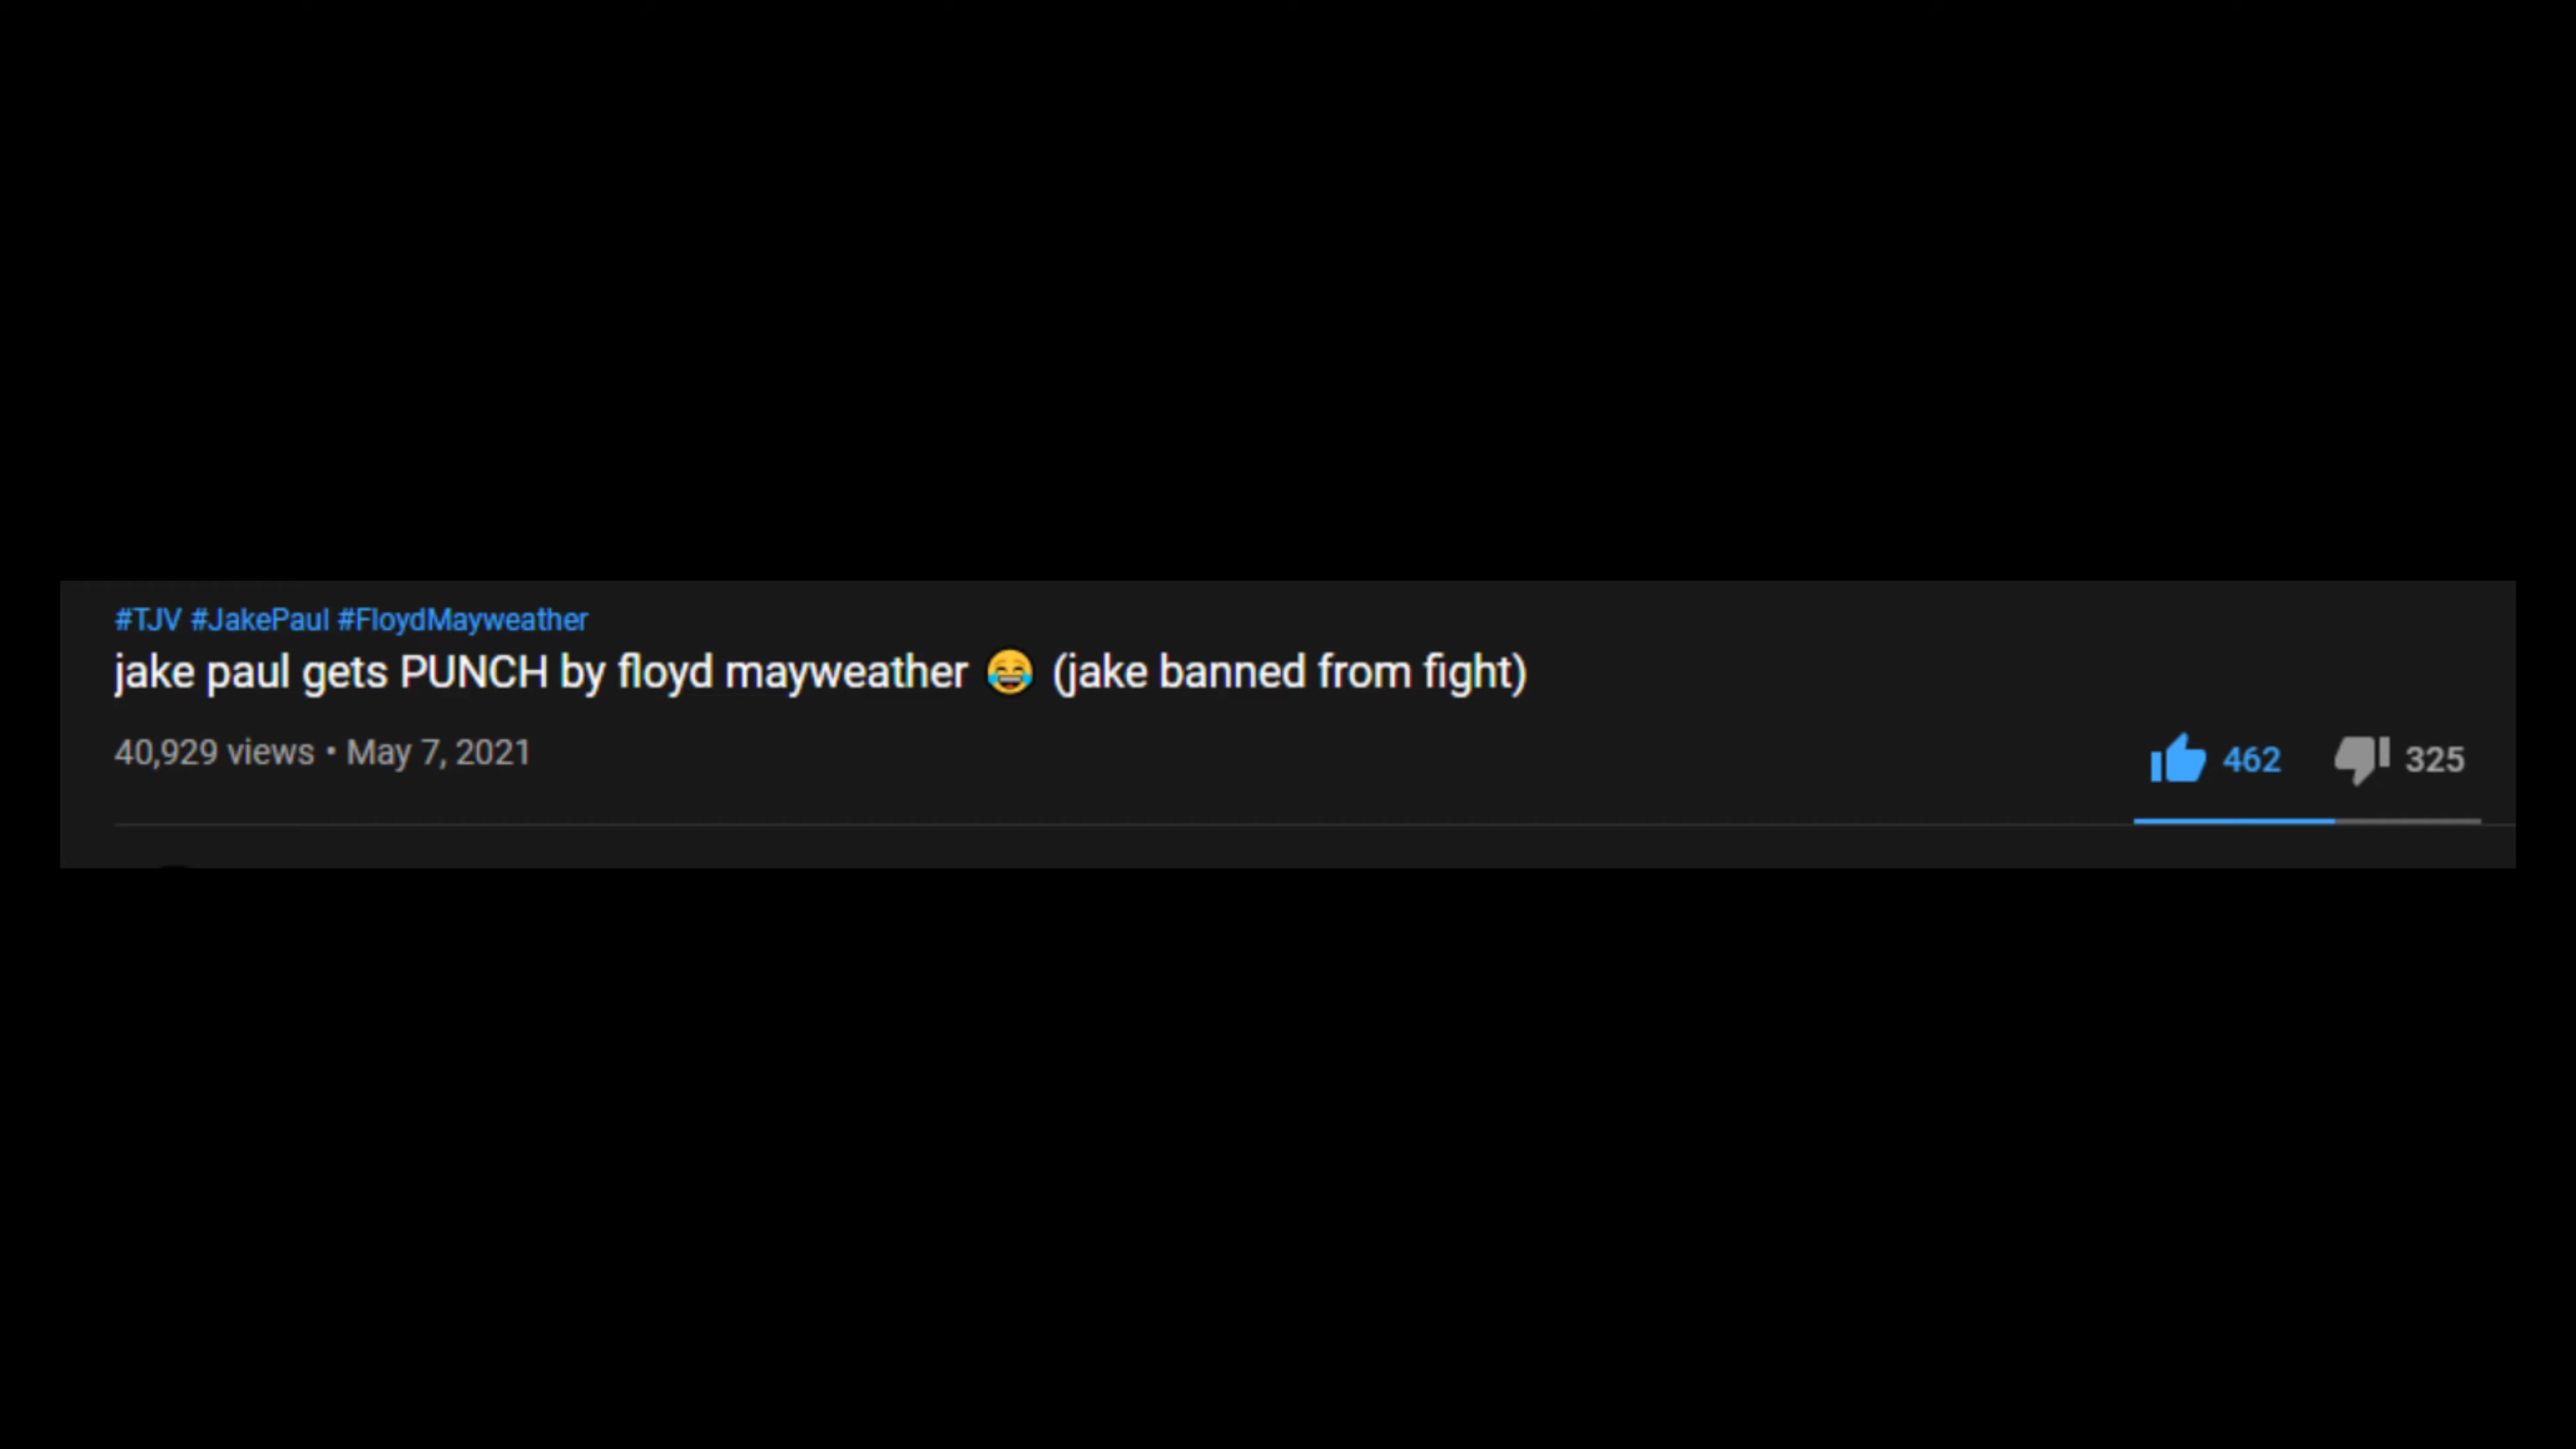 #TJV #JakePaul #FloydMayweather
jake paul gets PUNCH by floyd mayweather 😂 (jake banned from fight)
40,929 views • May 7, 2021
462 325